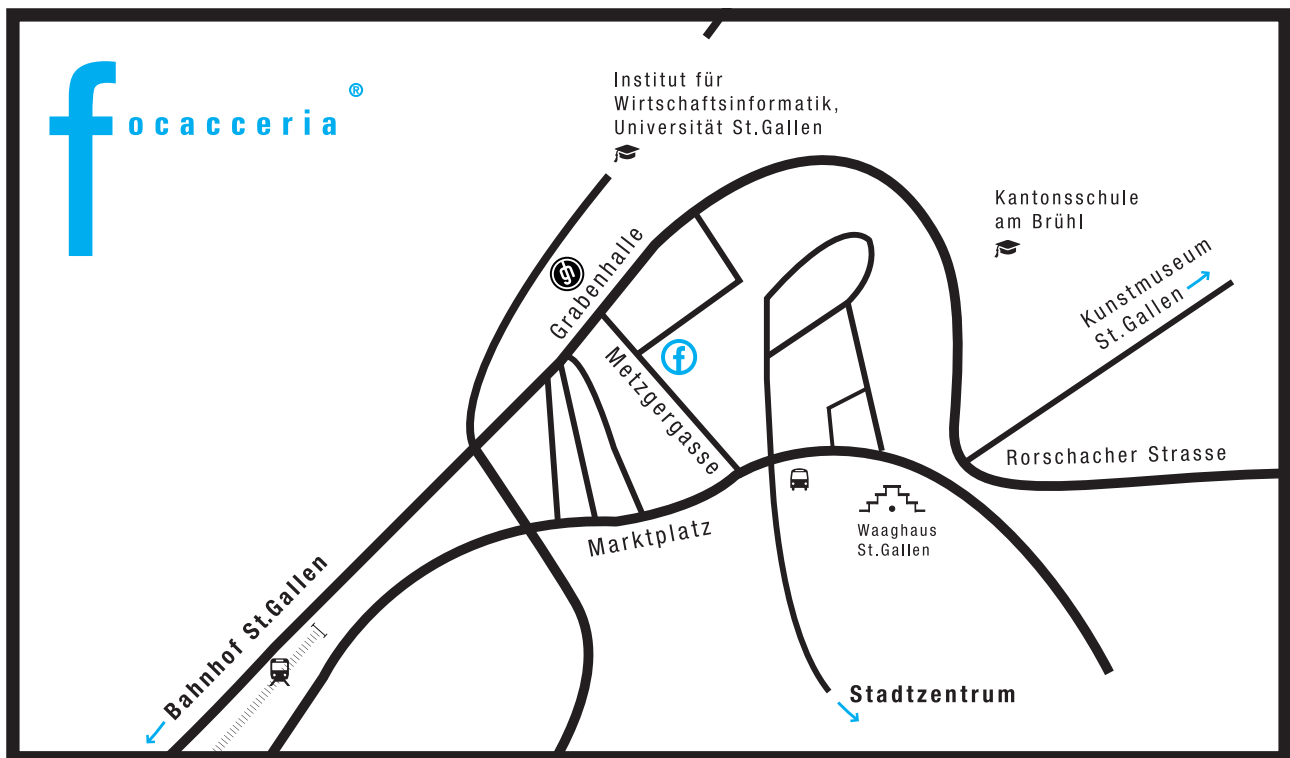 focacceria ®
Institut für
Wirtschaftsinformatik,
Universität St.Gallen
Kantonsschule
am Brühl
Kunstmuseum
St.Gallen
Grabenhalle
gh
f
Metzgergasse
Rorschacher Strasse
Marktplatz
Waaghaus
St.Gallen
Bahnhof St.Gallen
Stadtzentrum